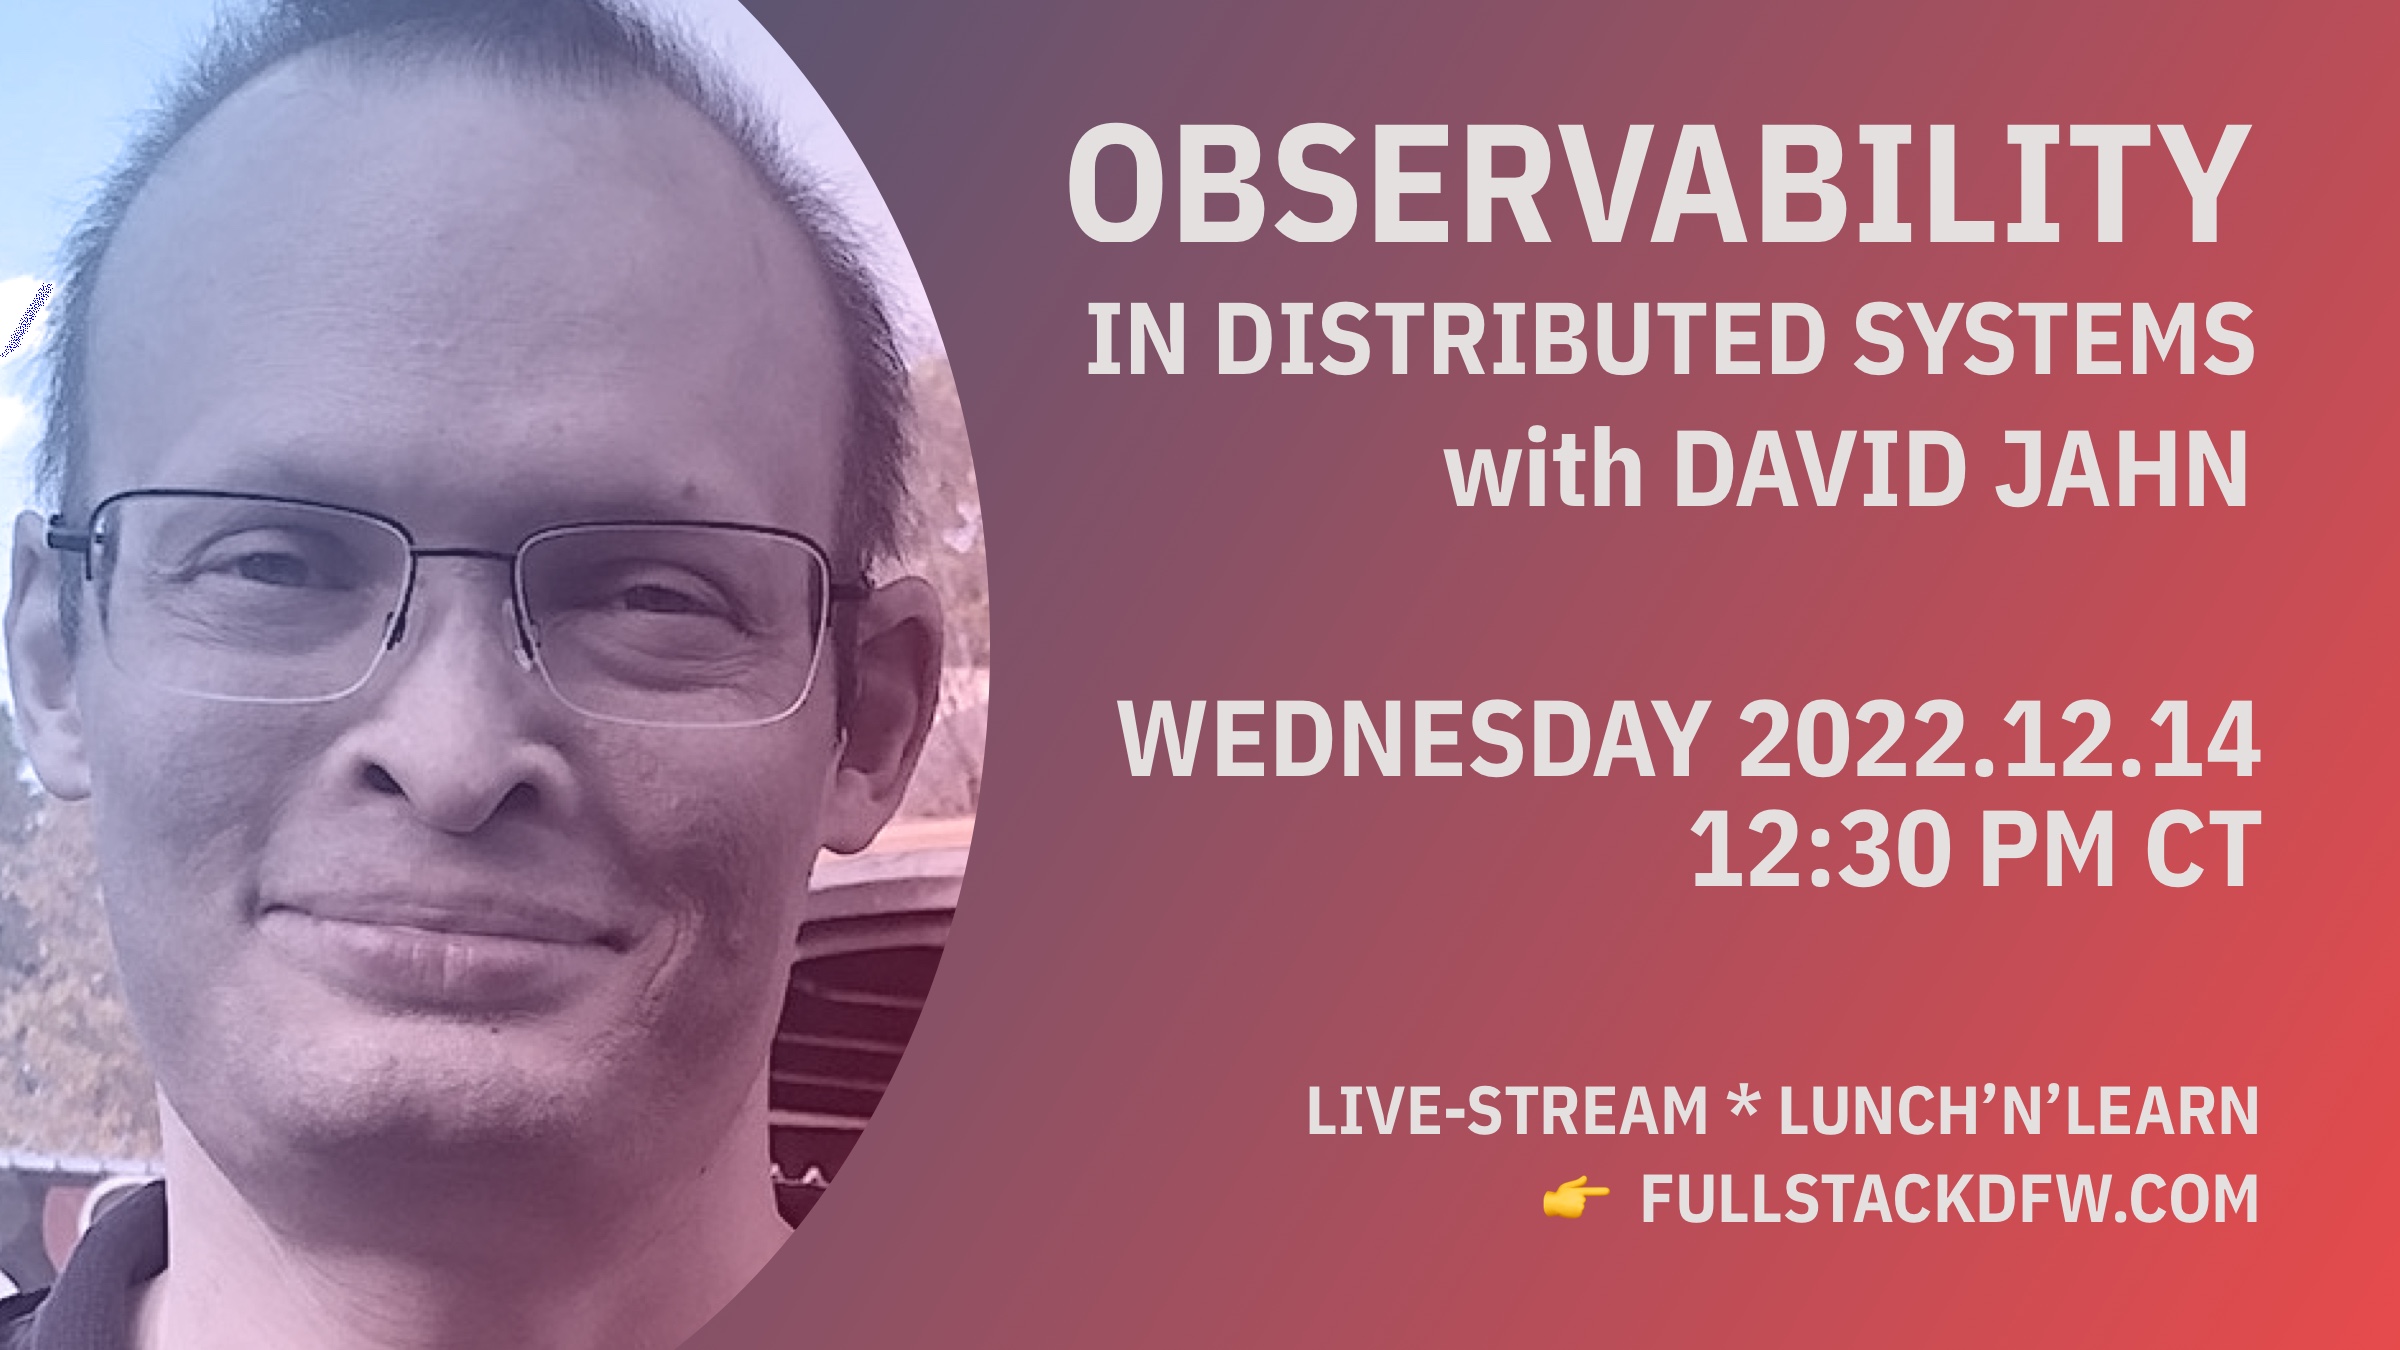 OBSERVABILITY
IN DISTRIBUTED SYSTEMS
with DAVID JAHN
WEDNESDAY 2022.12.14
12:30 PM CT
LIVE-STREAM * LUNCH’N’LEARN
👉 FULLSTACKDFW.COM